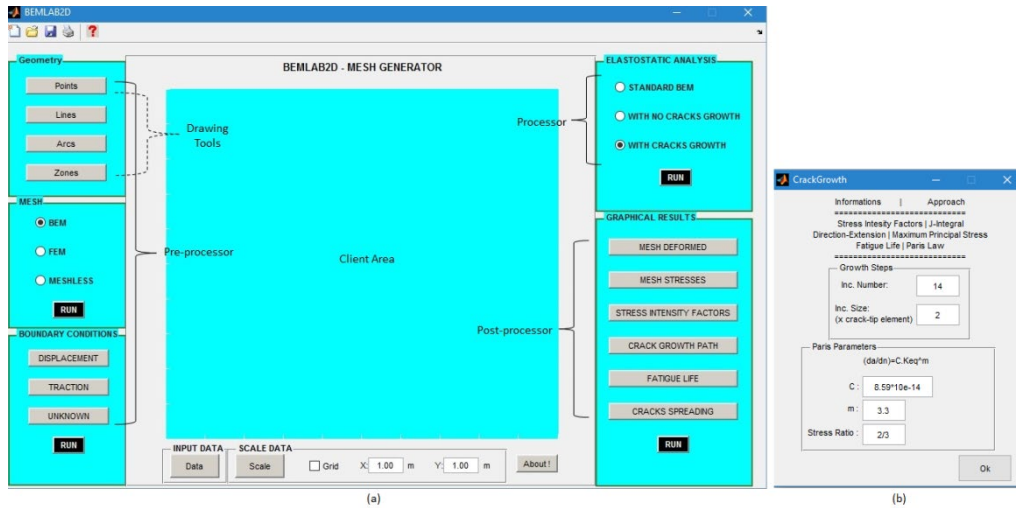 BEMLAB2D
Geometry
Points
Lines
Arcs
Zones
MESH
BEM
FEM
MESHLESS
RUN
BOUNDARY CONDITIONS
DISPLACEMENT
TRACTION
UNKNOWN
RUN
BEMLAB2D - MESH GENERATOR
Drawing
Tools
Pre-processor
Client Area
Processor
Post-processor
INPUT DATA
Data
SCALE DATA
Scale
Grid
X: 1.00 m
Y: 1.00 m
About !
ELASTOSTATIC ANALYSIS
STANDARD BEM
WITH NO CRACKS GROWTH
WITH CRACKS GROWTH
RUN
GRAPHICAL RESULTS
MESH DEFORMED
MESH STRESSES
STRESS INTENSITY FACTORS
CRACK GROWTH PATH
FATIGUE LIFE
CRACKS SPREADING
RUN
(a)
CrackGrowth
Informations | Approach
============================
Stress Intesity Factors | J-Integral
Direction-Extension | Maximum Principal Stress
Fatigue Life | Paris Law
============================
Growth Steps
Inc. Number: 14
Inc. Size:
(x crack-tip element) 2
Paris Parameters
(da/dn)=C.Keq^m
C : 8.59*10e-14
m : 3.3
Stress Ratio : 2/3
Ok
(b)